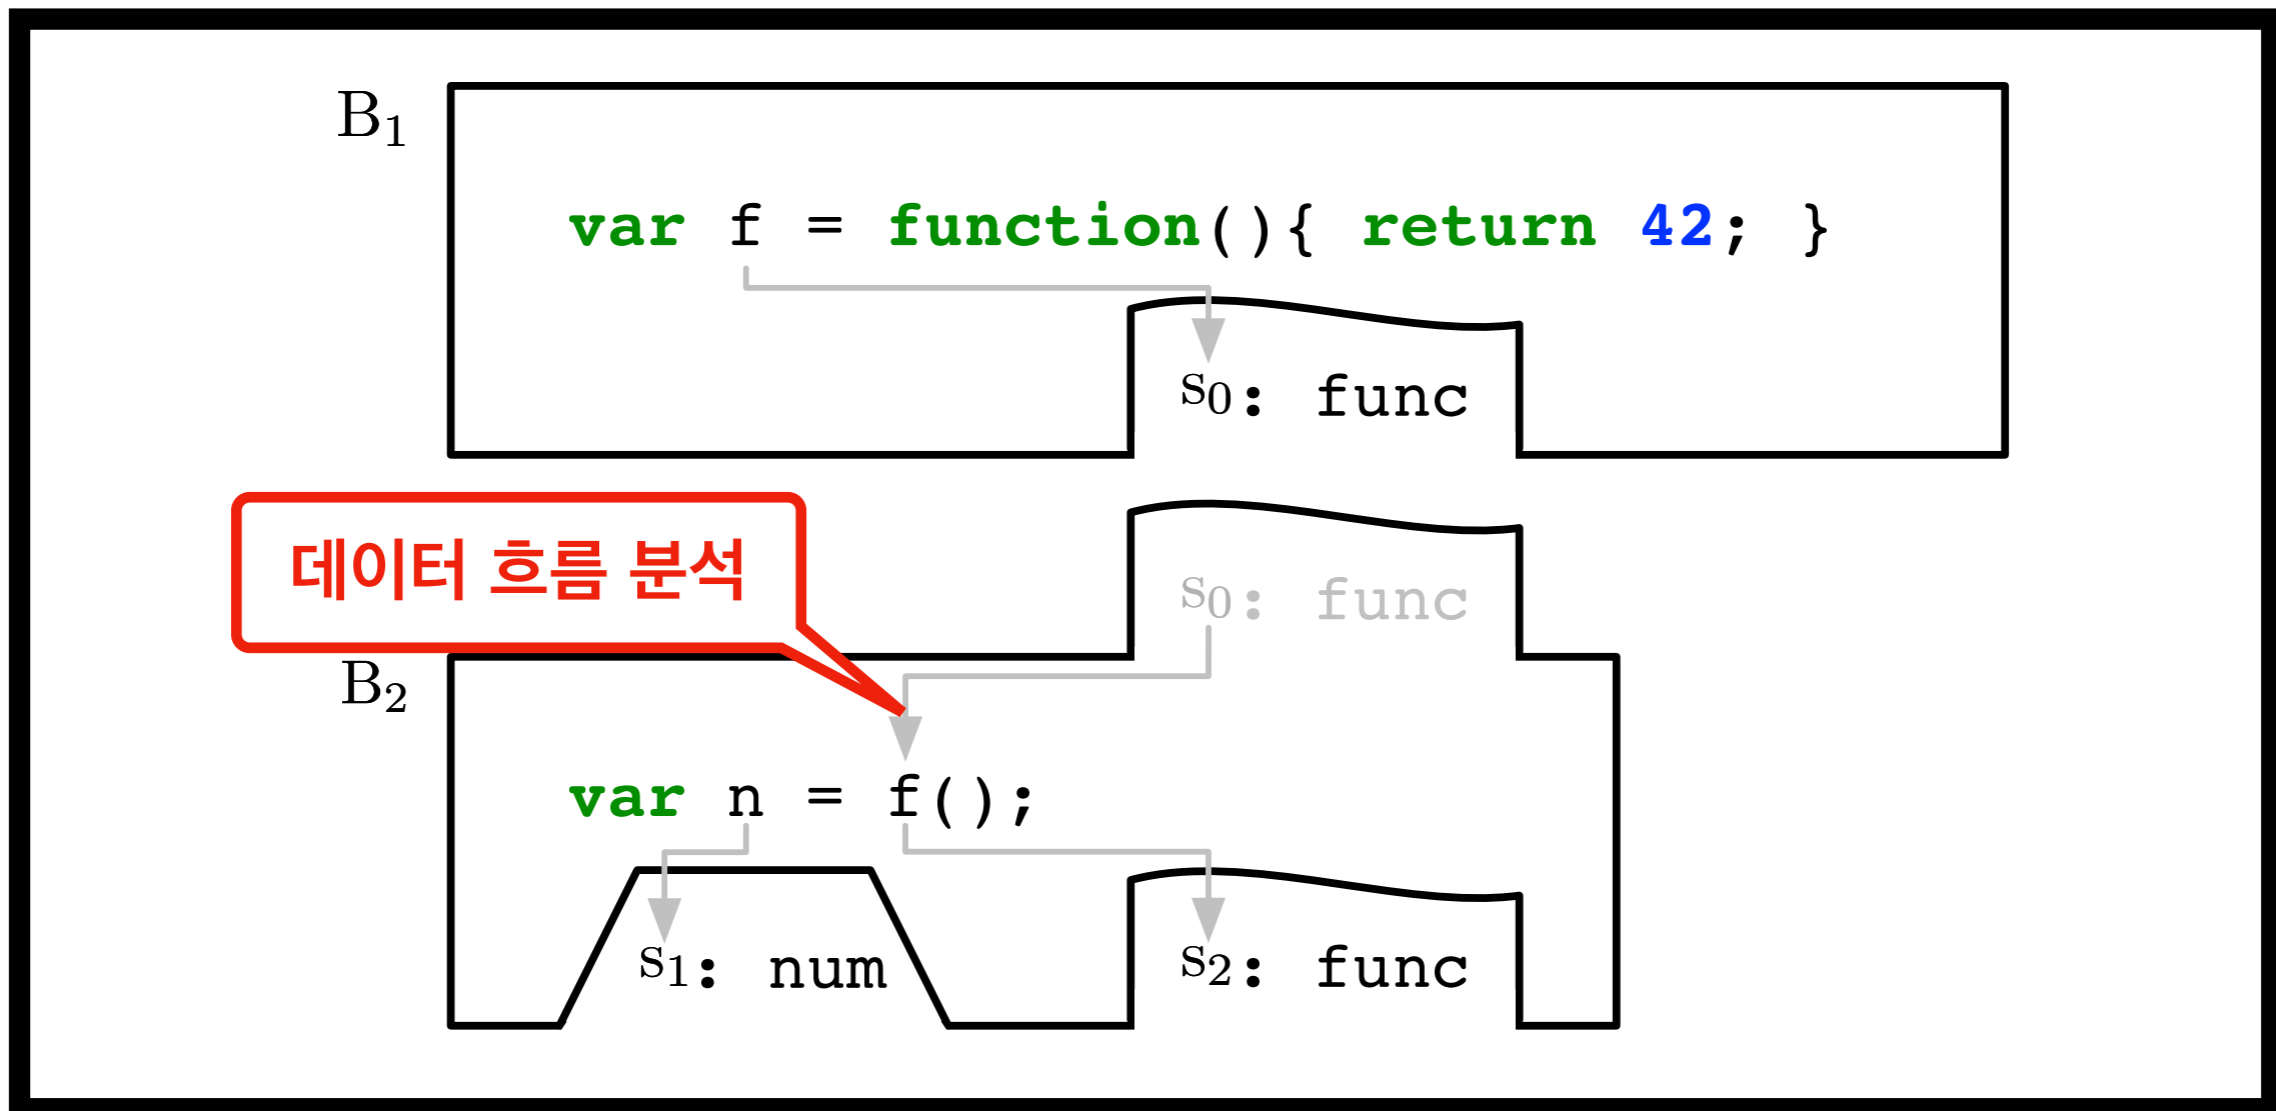 B₁
var f = function(){ return 42; }
s₀: func
데이터 흐름 분석
s₀: func
B₂
var n = f();
s₁: num s₂: func